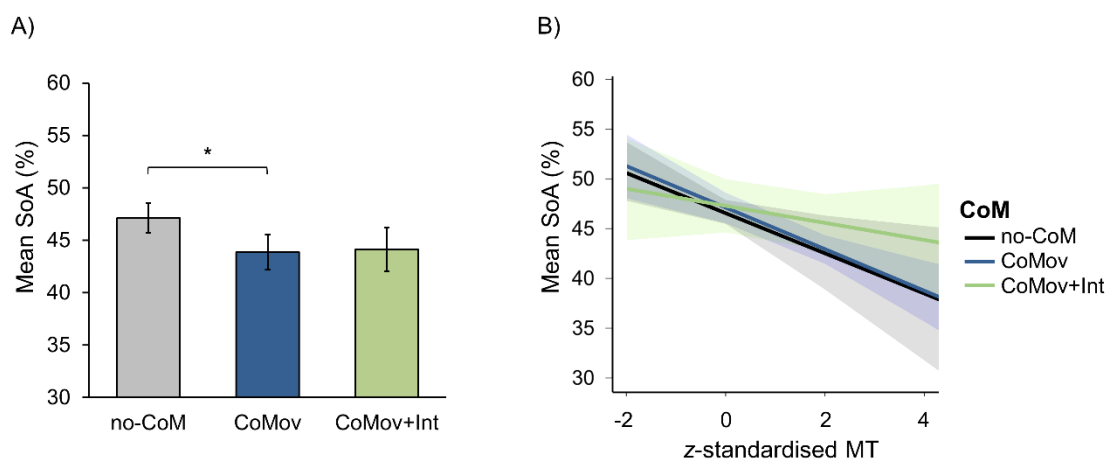 A)
Mean SoA (%)
60
55
50
45
40
35
30
*
no-CoM
CoMov
CoMov+Int
B)
Mean SoA (%)
60
55
50
45
40
35
30
-2
0
2
4
z-standardised MT
CoM
no-CoM
CoMov
CoMov+Int